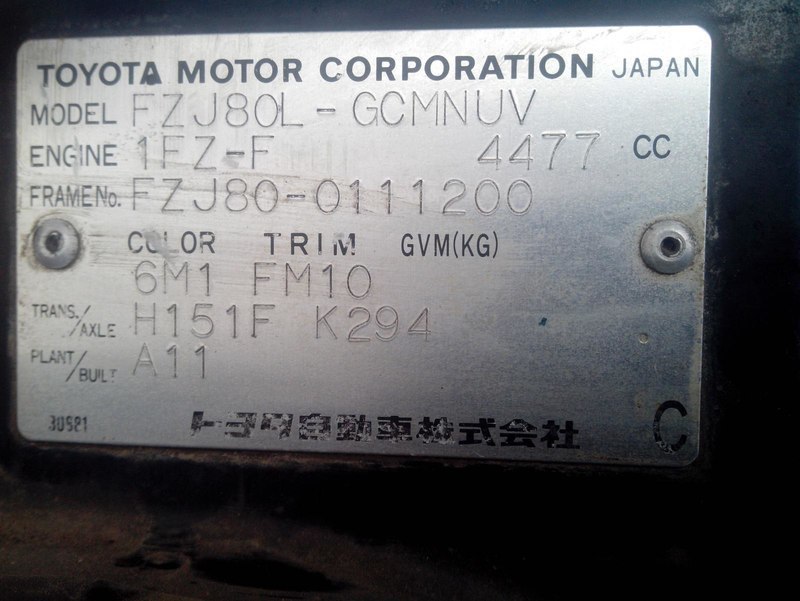 TOYOTA MOTOR CORPORATION JAPAN
MODEL FZJ80L-GCMNUV
ENGINE 1FZ-F 4477 CC
FRAME No. FZJ80-0111200
COLOR TRIM GVM(KG)
6M1 FM10
TRANS./AXLE H151F K294
PLANT/BUILT A11
トヨタ自動車株式会社 C